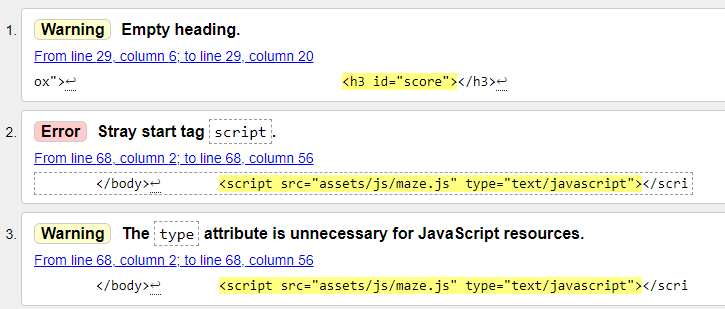 1. Warning Empty heading.
From line 29, column 6; to line 29, column 20
ox">↩ <h3 id="score"></h3>↩
2. Error Stray start tag script.
From line 68, column 2; to line 68, column 56
</body>↩ <script src="assets/js/maze.js" type="text/javascript"></scri
3. Warning The type attribute is unnecessary for JavaScript resources.
From line 68, column 2; to line 68, column 56
</body>↩ <script src="assets/js/maze.js" type="text/javascript"></scri